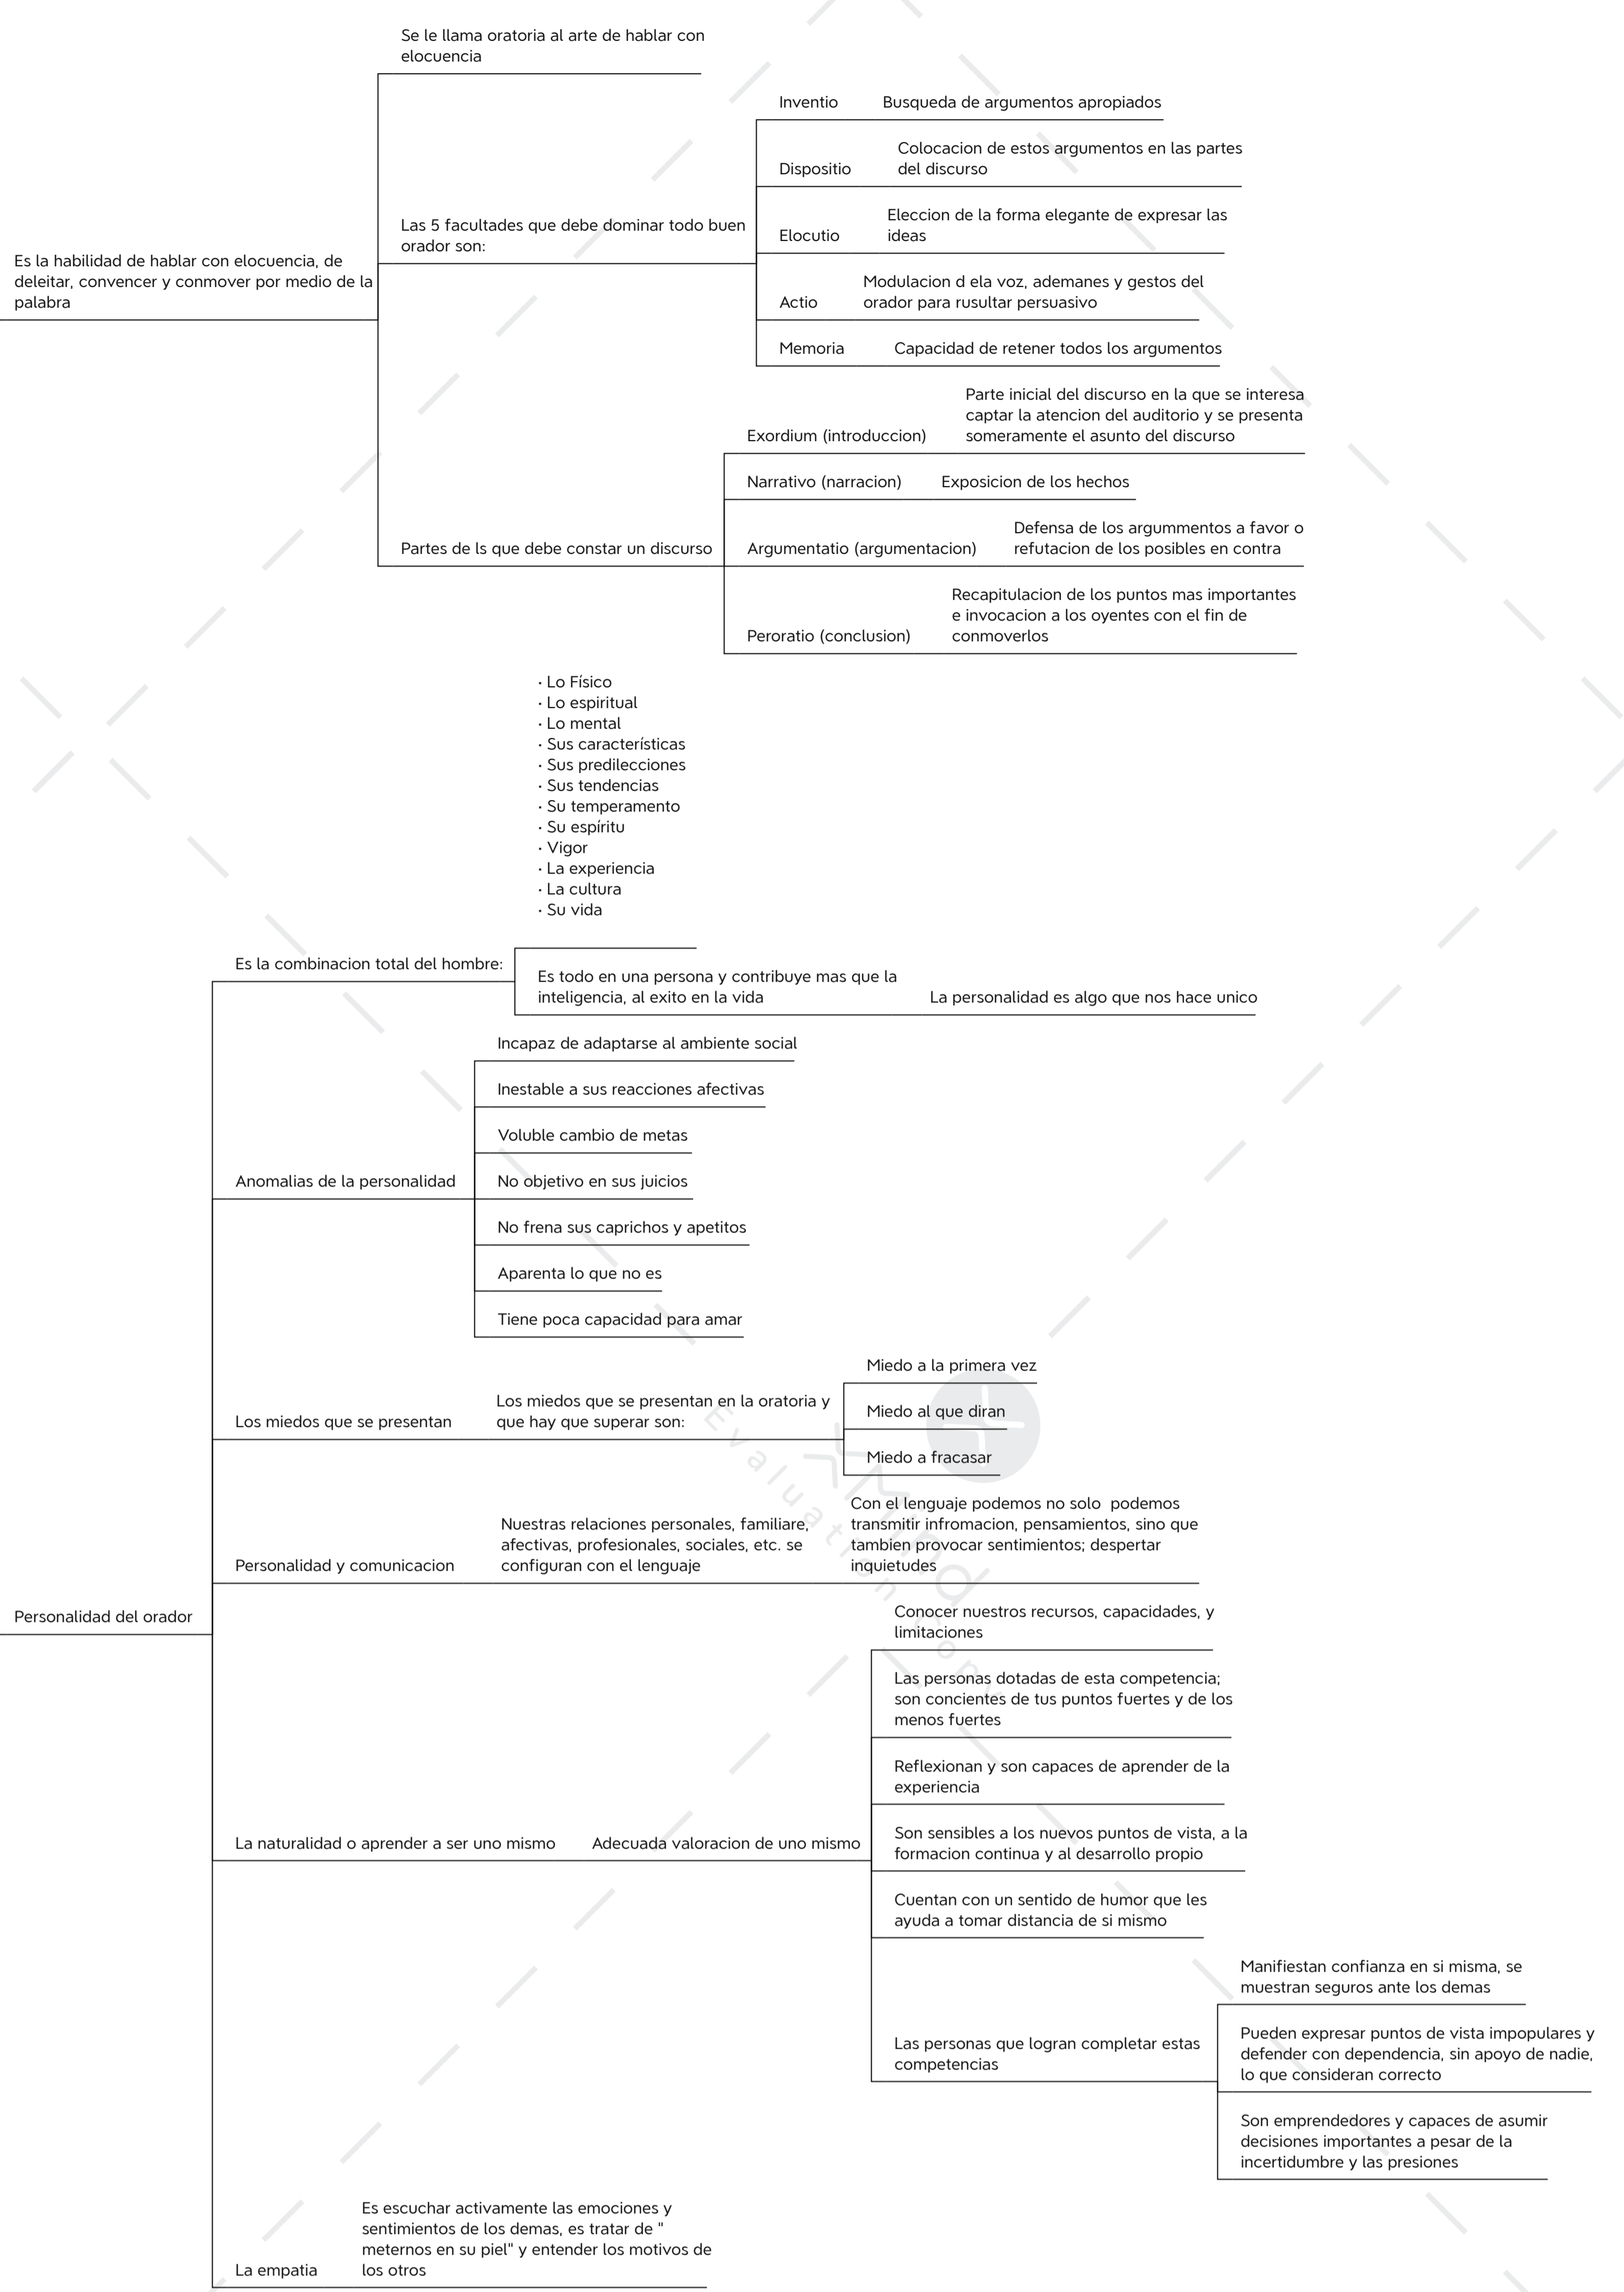 Se le llama oratoria al arte de hablar con
elocuencia
Inventio
Busqueda de argumentos apropiados
Dispositio
Colocacion de estos argumentos en las partes
del discurso
Las 5 facultades que debe dominar todo buen
orador son:
Elocutio
Eleccion de la forma elegante de expresar las
ideas
Es la habilidad de hablar con elocuencia, de
deleitar, convencer y conmover por medio de la
palabra
Actio
Modulacion d ela voz, ademanes y gestos del
orador para rusultar persuasivo
Memoria
Capacidad de retener todos los argumentos
Exordium (introduccion)
Parte inicial del discurso en la que se interesa
captar la atencion del auditorio y se presenta
someramente el asunto del discurso
Narrativo (narracion)
Exposicion de los hechos
Partes de ls que debe constar un discurso
Argumentatio (argumentacion)
Defensa de los argummentos a favor o
refutacion de los posibles en contra
Peroratio (conclusion)
Recapitulacion de los puntos mas importantes
e invocacion a los oyentes con el fin de
conmoverlos
· Lo Físico
· Lo espiritual
· Lo mental
· Sus características
· Sus predilecciones
· Sus tendencias
· Su temperamento
· Su espíritu
· Vigor
· La experiencia
· La cultura
· Su vida
Es la combinacion total del hombre:
Es todo en una persona y contribuye mas que la
inteligencia, al exito en la vida
La personalidad es algo que nos hace unico
Incapaz de adaptarse al ambiente social
Inestable a sus reacciones afectivas
Voluble cambio de metas
Anomalias de la personalidad
No objetivo en sus juicios
No frena sus caprichos y apetitos
Aparenta lo que no es
Tiene poca capacidad para amar
Los miedos que se presentan
Los miedos que se presentan en la oratoria y
que hay que superar son:
Miedo a la primera vez
Miedo al que diran
Miedo a fracasar
Personalidad y comunicacion
Nuestras relaciones personales, familiare,
afectivas, profesionales, sociales, etc. se
configuran con el lenguaje
Con el lenguaje podemos no solo  podemos
transmitir infromacion, pensamientos, sino que
tambien provocar sentimientos; despertar
inquietudes
Personalidad del orador
Conocer nuestros recursos, capacidades, y
limitaciones
Las personas dotadas de esta competencia;
son concientes de tus puntos fuertes y de los
menos fuertes
Reflexionan y son capaces de aprender de la
experiencia
La naturalidad o aprender a ser uno mismo
Adecuada valoracion de uno mismo
Son sensibles a los nuevos puntos de vista, a la
formacion continua y al desarrollo propio
Cuentan con un sentido de humor que les
ayuda a tomar distancia de si mismo
Las personas que logran completar estas
competencias
Manifiestan confianza en si misma, se
muestran seguros ante los demas
Pueden expresar puntos de vista impopulares y
defender con dependencia, sin apoyo de nadie,
lo que consideran correcto
Son emprendedores y capaces de asumir
decisiones importantes a pesar de la
incertidumbre y las presiones
La empatia
Es escuchar activamente las emociones y
sentimientos de los demas, es tratar de "
meternos en su piel" y entender los motivos de
los otros
XMind
Evaluation Copy